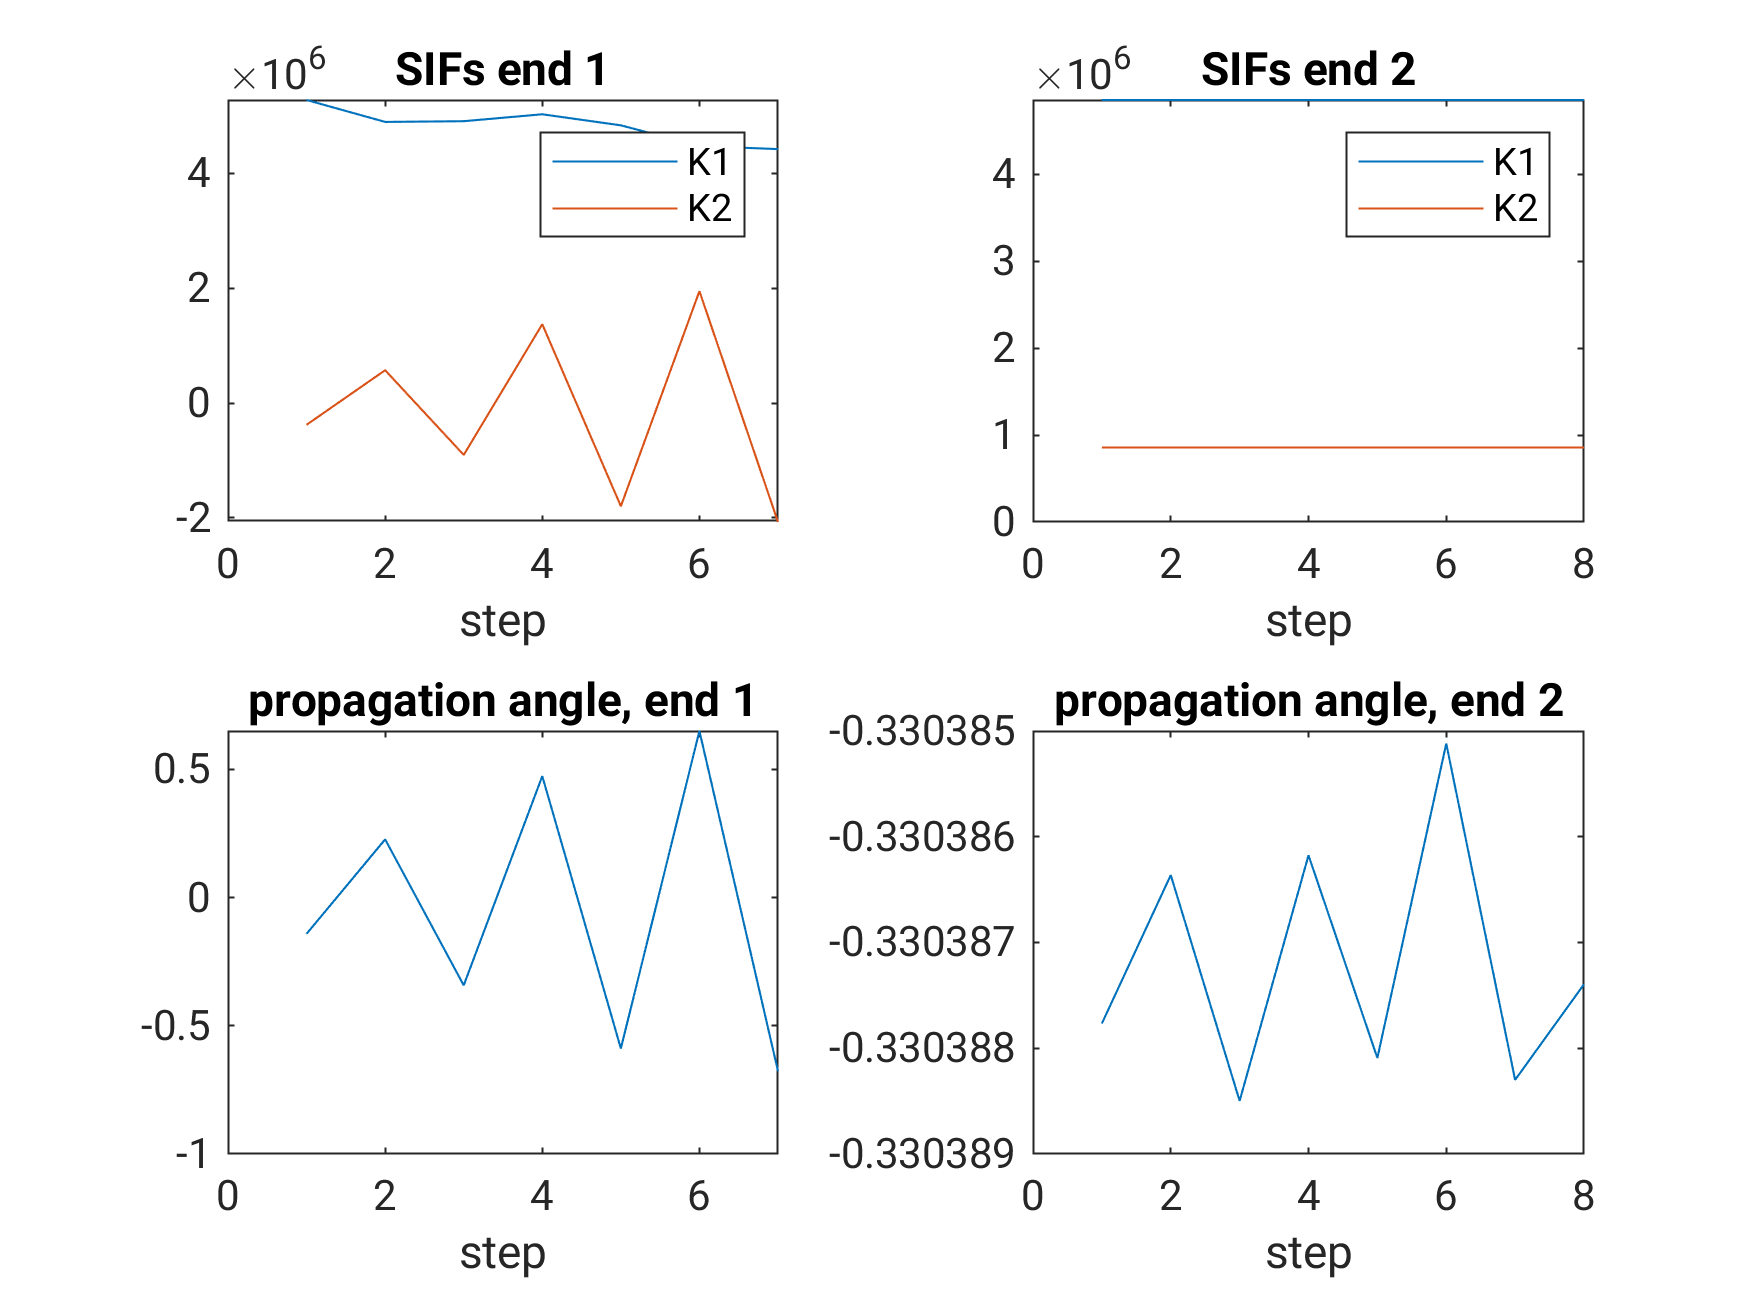 ×10^6
SIFs end 1
4
2
0
-2
K1
K2
0 2 4 6
step
×10^6
SIFs end 2
4
3
2
1
0
K1
K2
0 2 4 6 8
step
propagation angle, end 1
0.5
0
-0.5
-1
0 2 4 6
step
propagation angle, end 2
-0.330385
-0.330386
-0.330387
-0.330388
-0.330389
0 2 4 6 8
step